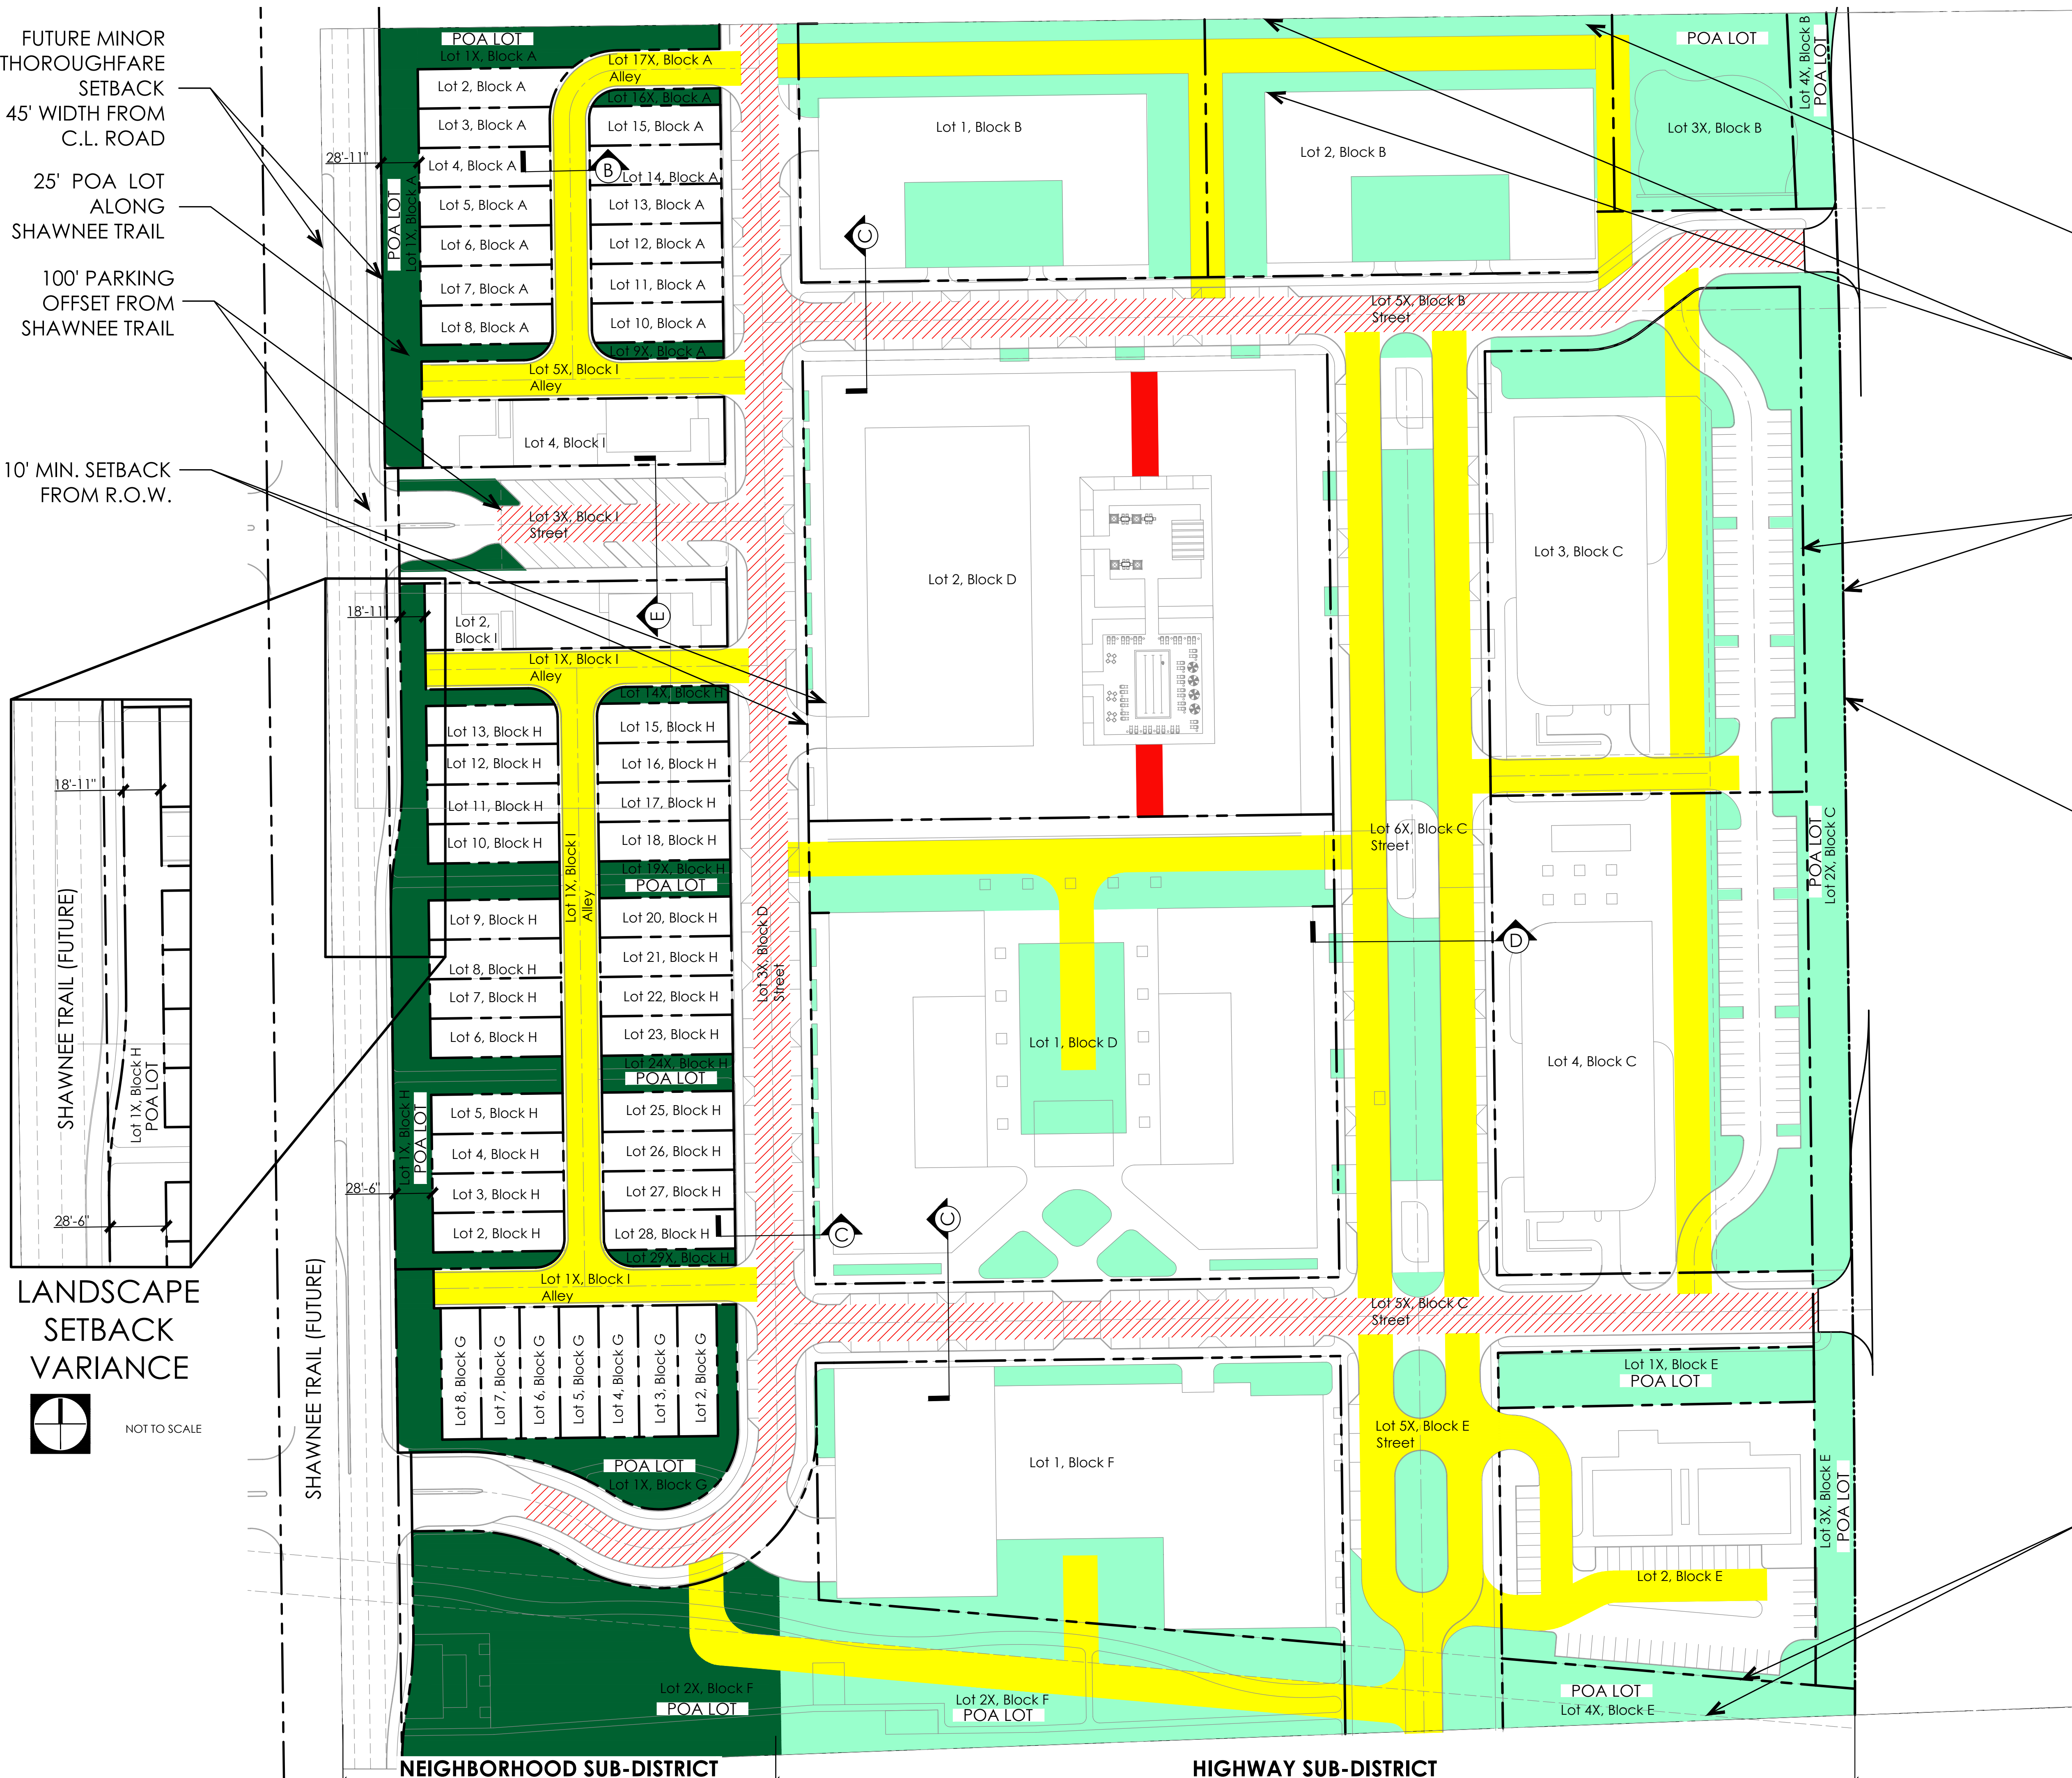 FUTURE MINOR
THOROUGHFARE
SETBACK
45' WIDTH FROM
C.L. ROAD
25' POA LOT
ALONG
SHAWNEE TRAIL
100' PARKING
OFFSET FROM
SHAWNEE TRAIL
10' MIN. SETBACK
FROM R.O.W.
POA LOT
Lot 1X, Block A
Lot 17X, Block A
Alley
Lot 16X, Block A
Lot 2, Block A
Lot 3, Block A
Lot 4, Block A
Lot 5, Block A
Lot 6, Block A
Lot 7, Block A
Lot 8, Block A
Lot 15, Block A
B
Lot 14, Block A
Lot 13, Block A
Lot 12, Block A
Lot 11, Block A
Lot 10, Block A
Lot 9X, Block A
28'-11"
POA LOT
Lot 1X, Block A
Lot 5X, Block I
Alley
Lot 4, Block I
Lot 3X, Block I
Street
E
18'-11"
Lot 2,
Block I
Lot 1X, Block I
Alley
Lot 14X, Block H
Lot 13, Block H
Lot 12, Block H
Lot 11, Block H
Lot 10, Block H
Lot 15, Block H
Lot 16, Block H
Lot 17, Block H
Lot 18, Block H
Lot 19X, Block H
POA LOT
Lot 1X, Block I
Alley
Lot 9, Block H
Lot 8, Block H
Lot 7, Block H
Lot 6, Block H
Lot 20, Block H
Lot 21, Block H
Lot 22, Block H
Lot 23, Block H
Lot 24X, Block H
POA LOT
Lot 1X, Block H
POA LOT
28'-6"
Lot 5, Block H
Lot 4, Block H
Lot 3, Block H
Lot 2, Block H
Lot 25, Block H
Lot 26, Block H
Lot 27, Block H
Lot 28, Block H
Lot 29X, Block H
C
Lot 1X, Block I
Alley
Lot 8, Block G
Lot 7, Block G
Lot 6, Block G
Lot 5, Block G
Lot 4, Block G
Lot 3, Block G
Lot 2, Block G
POA LOT
Lot 1X, Block G
SHAWNEE TRAIL (FUTURE)
Lot 2X, Block F
POA LOT
18'-11"
SHAWNEE TRAIL (FUTURE)
Lot 1X, Block H
POA LOT
28'-6"
LANDSCAPE
SETBACK
VARIANCE
NOT TO SCALE
Lot 3X, Block D
Street
Lot 1, Block B
Lot 2, Block B
POA LOT
Lot 3X, Block B
Lot 4X, Block B
POA LOT
C
Lot 5X, Block B
Street
Lot 2, Block D
Lot 3, Block C
Lot 6X, Block C
Street
POA LOT
Lot 2X, Block C
D
Lot 1, Block D
Lot 4, Block C
C
Lot 5X, Block C
Street
Lot 1X, Block E
POA LOT
Lot 5X, Block E
Street
Lot 1, Block F
Lot 3X, Block E
POA LOT
Lot 2, Block E
Lot 2X, Block F
POA LOT
POA LOT
Lot 4X, Block E
NEIGHBORHOOD SUB-DISTRICT
HIGHWAY SUB-DISTRICT